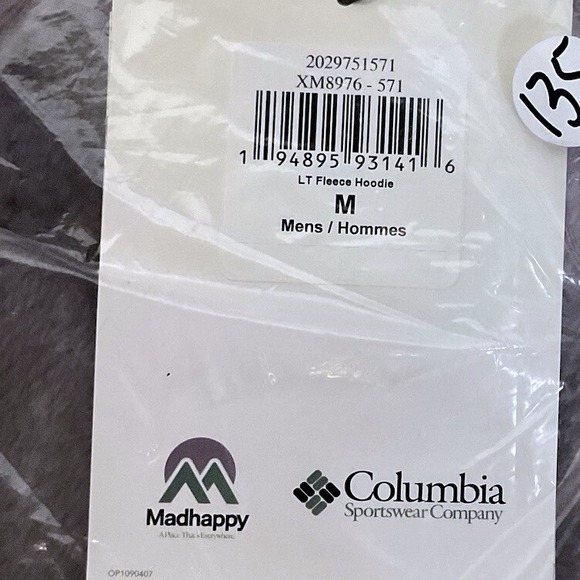 2029751571
XM8976 - 571
135
1 94895 93141 6
LT Fleece Hoodie
M
Mens / Hommes
Madhappy
A Place That's Everywhere.
Columbia
Sportswear Company
OP1090407